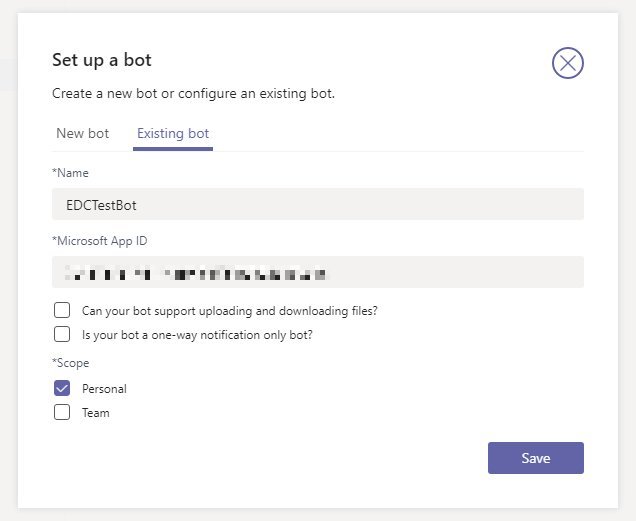 Set up a bot
Create a new bot or configure an existing bot.
New bot Existing bot
*Name
EDCTestBot
*Microsoft App ID
Can your bot support uploading and downloading files?
Is your bot a one-way notification only bot?
*Scope
Personal
Team
Save